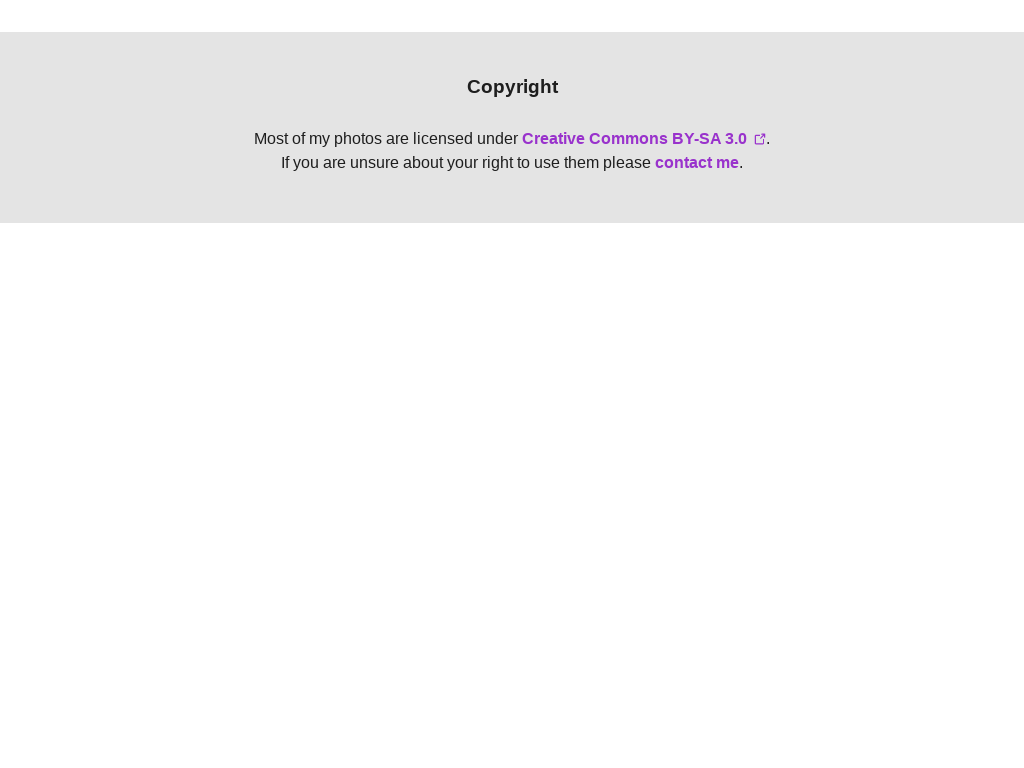 Copyright
Most of my photos are licensed under Creative Commons BY-SA 3.0 .
If you are unsure about your right to use them please contact me.